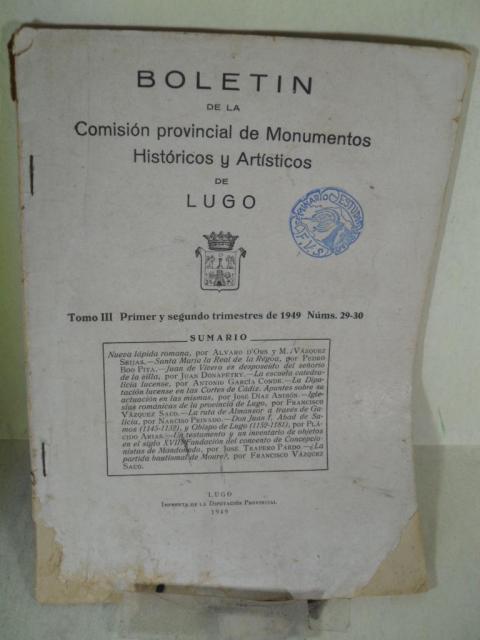 BOLETIN
DE LA
Comisión provincial de Monumentos
Históricos y Artísticos
DE
LUGO
Tomo III Primer y segundo trimestres de 1949 Núms. 29-30
SUMARIO
Nueva lápida romana, por ALVARO D'ORS y M. VÁZQUEZ
SEIJAS.—Santa María la Real de la Régoa, por PEDRO
BOO PITA.—Juan de Vivero es desposeído del señorío
de la villa, por JUAN DONAPETRY.—La escuela catedra-
licia lucense, por ANTONIO GARCÍA CONDE.—La Dipu-
tación lucense en las Cortes de Cádiz. Apuntes sobre su
actuación en las mismas, por JOSÉ DÍAZ ANDIÓN.—Igle-
sias románicas de la provincia de Lugo, por FRANCISCO
VÁZQUEZ SACO.—La ruta de Almanzor a través de Ga-
licia, por NARCISO PEINADO.—Don Juan I, Abad de Sa-
mos (1145-1152), y Obispo de Lugo (1152-1181), por PLÁ-
CIDO ARIAS.—Un testamento y un inventario de objetos
en el siglo XVIII. Fundación del convento de Concepcio-
nistas de Mondoñedo, por JOSÉ TRAPERO PARDO.—¿La
partida bautismal de Moure?, por FRANCISCO VÁZQUEZ
SACO.
LUGO
IMPRENTA DE LA DIPUTACIÓN PROVINCIAL
1949